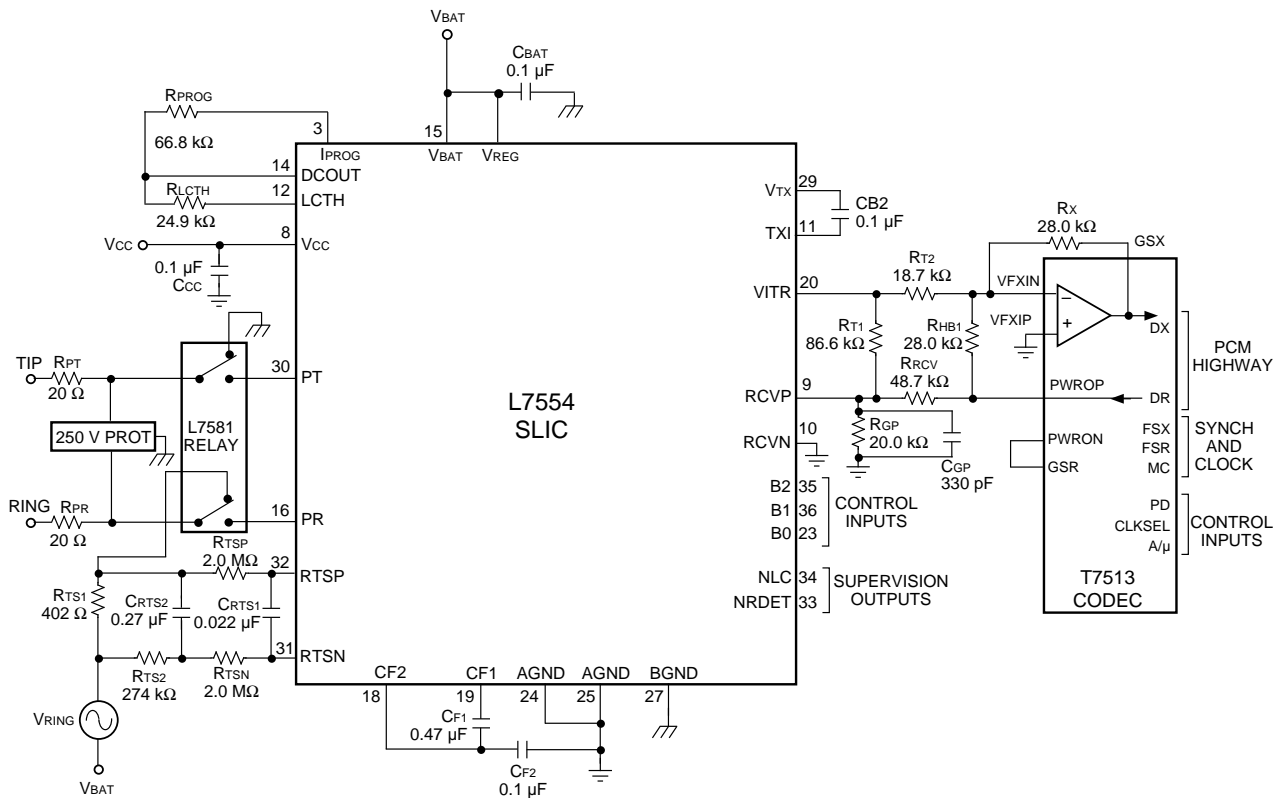 VBAT
CBAT
0.1 µF
RPROG
66.8 kΩ
3
IPROG
15
VBAT
VREG
14
DCOUT
RLCTH
12
LCTH
24.9 kΩ
VCC
8
VCC
0.1 µF
CCC
VTX
29
CB2
0.1 µF
TXI
11
RX
28.0 kΩ
GSX
RT2
18.7 kΩ
VITR
20
VFXIN
−
VFXIP
+
DX
RT1
86.6 kΩ
RHB1
28.0 kΩ
PCM
HIGHWAY
TIP
RPT
20 Ω
30
PT
L7581
RELAY
250 V PROT
L7554
SLIC
RRCV
48.7 kΩ
RCVP
9
PWROP
DR
RCVN
10
RGP
20.0 kΩ
CGP
330 pF
PWRON
GSR
FSX
FSR
MC
SYNCH
AND
CLOCK
B2
35
B1
36
B0
23
CONTROL
INPUTS
PD
CLKSEL
A/µ
CONTROL
INPUTS
RING
RPR
20 Ω
16
PR
RTSP
2.0 MΩ
32
RTSP
RTS1
402 Ω
CRTS2
0.27 µF
CRTS1
0.022 µF
31
RTSN
RTS2
274 kΩ
RTSN
2.0 MΩ
NLC
34
NRDET
33
SUPERVISION
OUTPUTS
T7513
CODEC
CF2
CF1
AGND
AGND
BGND
18
19
24
25
27
VRING
CF1
0.47 µF
CF2
0.1 µF
VBAT